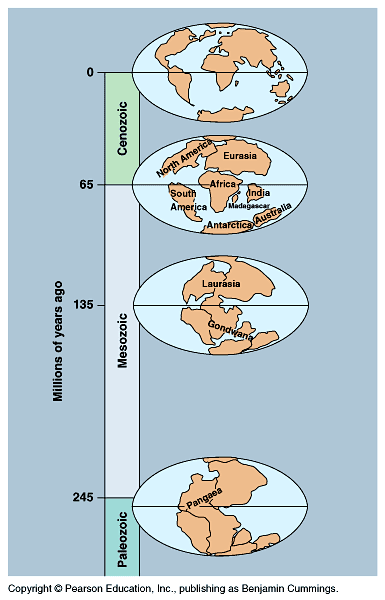 0
Cenozoic
North America
Eurasia
Africa
65
South
America
India
Madagascar
Australia
Antarctica
Millions of years ago
Laurasia
135
Gondwana
Mesozoic
245
Pangaea
Paleozoic
Copyright © Pearson Education, Inc., publishing as Benjamin Cummings.